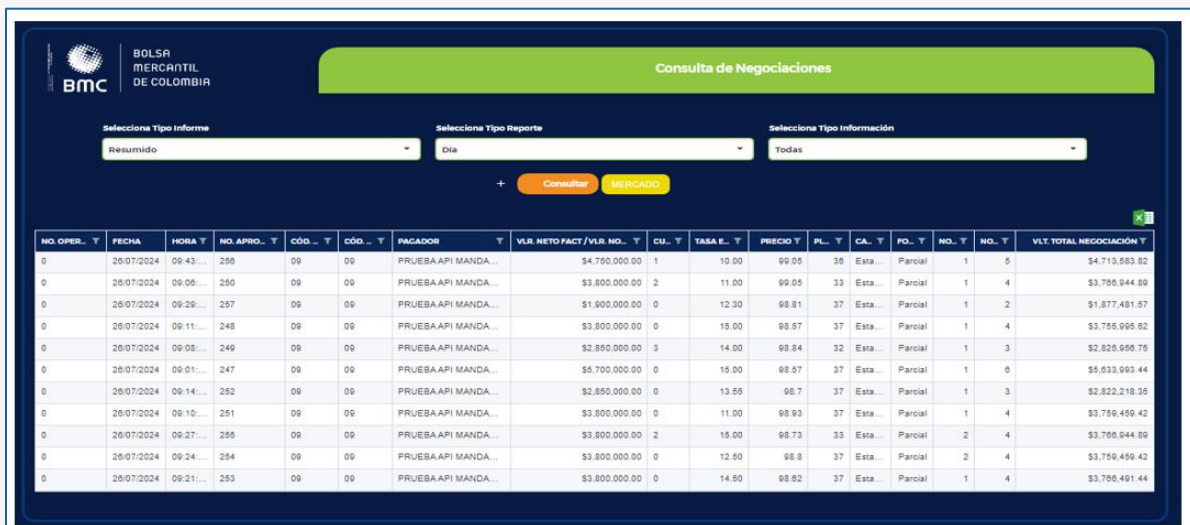 BMC
BOLSA
MERCANTIL
DE COLOMBIA
Consulta de Negociaciones
Selecciona Tipo Informe Selecciona Tipo Reporte Selecciona Tipo Información
Resumido Día Todas
+ Consultar MERCADO
NO. OPER... FECHA HORA NO. APRO... CÓD. ... CÓD. ... PAGADOR VLR. NETO FACT / VLR. NO... CU... TASA E... PRECIO PL... CA... FO... NO... NO... VLT. TOTAL NEGOCIACIÓN
0 26/07/2024 09:43:... 256 09 09 PRUEBA API MANDA... $4,750,000.00 1 10.00 99.05 36 Esta... Parcial 1 5 $4,713,583.82
0 26/07/2024 09:06:... 250 09 09 PRUEBA API MANDA... $3,800,000.00 2 11.00 99.05 33 Esta... Parcial 1 4 $3,766,944.89
0 26/07/2024 09:29:... 257 09 09 PRUEBA API MANDA... $1,900,000.00 0 12.30 98.81 37 Esta... Parcial 1 2 $1,877,481.57
0 26/07/2024 09:11:... 248 09 09 PRUEBA API MANDA... $3,800,000.00 0 15.00 98.57 37 Esta... Parcial 1 4 $3,755,995.62
0 26/07/2024 09:08:... 249 09 09 PRUEBA API MANDA... $2,850,000.00 3 14.00 98.84 32 Esta... Parcial 1 3 $2,825,956.75
0 26/07/2024 09:01:... 247 09 09 PRUEBA API MANDA... $5,700,000.00 0 15.00 98.57 37 Esta... Parcial 1 6 $5,633,993.44
0 26/07/2024 09:14:... 252 09 09 PRUEBA API MANDA... $2,850,000.00 0 13.55 98.7 37 Esta... Parcial 1 3 $2,822,218.35
0 26/07/2024 09:10:... 251 09 09 PRUEBA API MANDA... $3,800,000.00 0 11.00 98.93 37 Esta... Parcial 1 4 $3,759,459.42
0 26/07/2024 09:27:... 255 09 09 PRUEBA API MANDA... $3,800,000.00 2 15.00 98.73 33 Esta... Parcial 2 4 $3,766,944.89
0 26/07/2024 09:24:... 254 09 09 PRUEBA API MANDA... $3,800,000.00 0 12.50 98.8 37 Esta... Parcial 2 4 $3,759,459.42
0 26/07/2024 09:21:... 253 09 09 PRUEBA API MANDA... $3,800,000.00 0 14.50 98.62 37 Esta... Parcial 1 4 $3,756,491.44